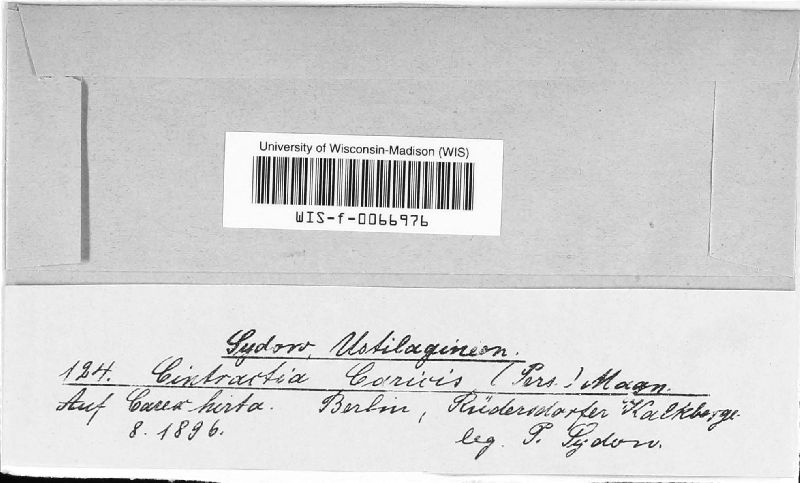 University of Wisconsin-Madison (WIS)
WIS-f-0066976
Sydow, Ustilagineen.
124. Cintractia Caricis (Pers.) Magn.
Auf Carex hirta. Berlin, Rüdersdorfer Kalkberge.
8. 1896. leg. P. Sydow.